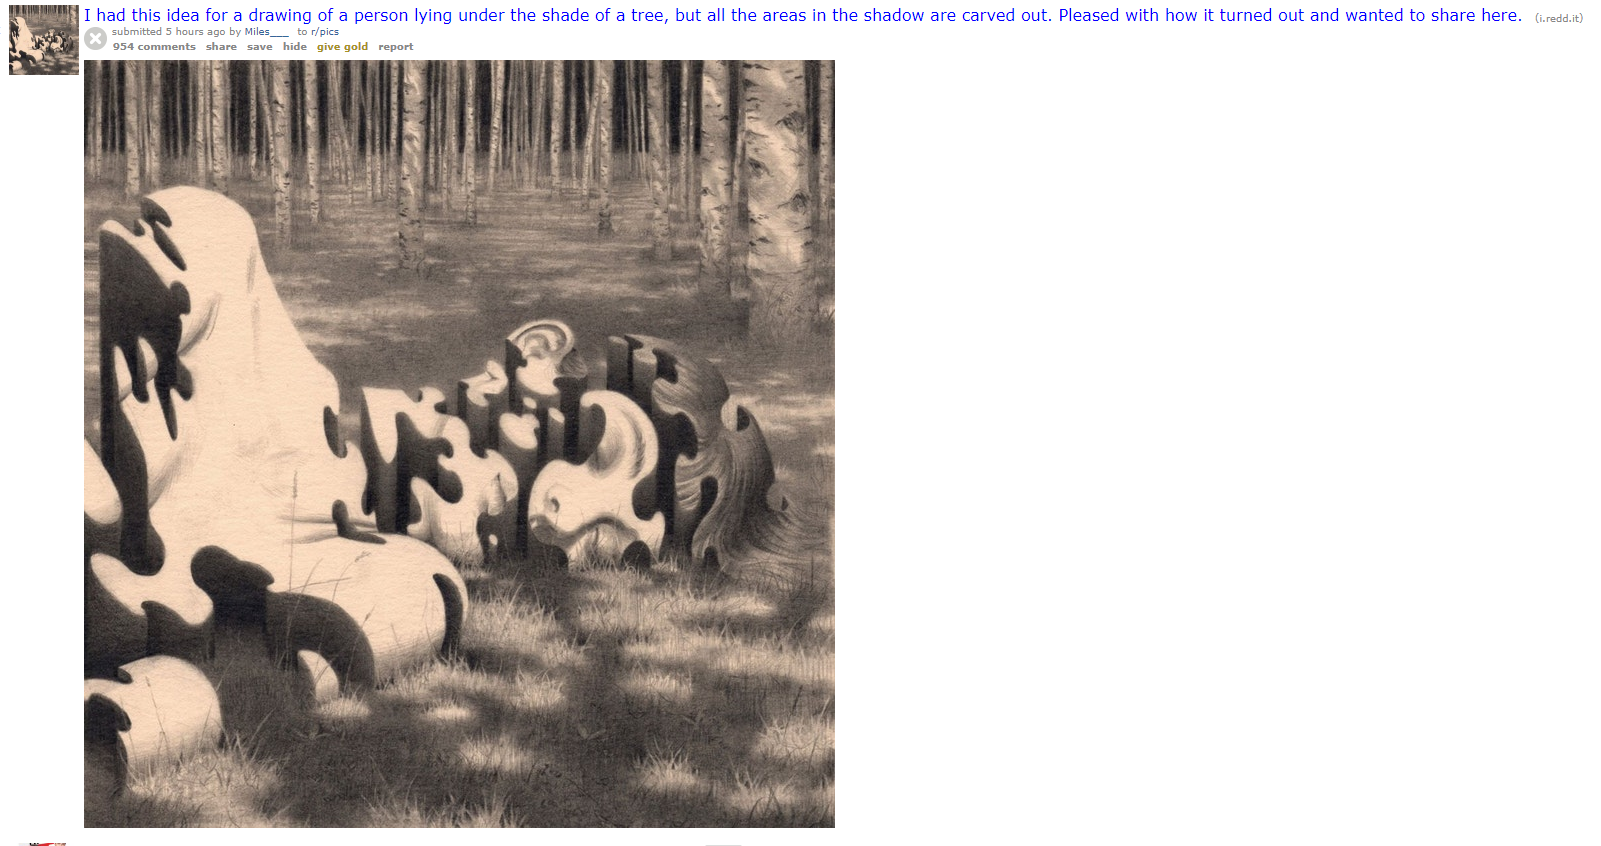 I had this idea for a drawing of a person lying under the shade of a tree, but all the areas in the shadow are carved out. Pleased with how it turned out and wanted to share here. (i.redd.it)
submitted 5 hours ago by Miles___ to r/pics
954 comments share save hide give gold report